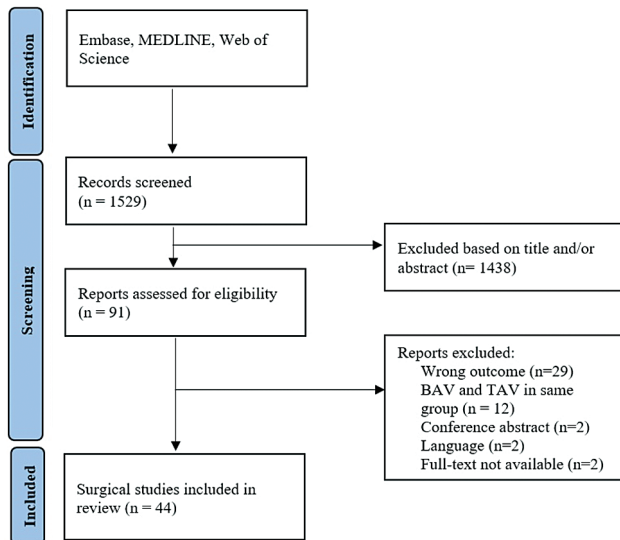 Identification
Embase, MEDLINE, Web of
Science
Screening
Records screened
(n = 1529)
Excluded based on title and/or
abstract (n= 1438)
Reports assessed for eligibility
(n = 91)
Reports excluded:
Wrong outcome (n=29)
BAV and TAV in same
group (n = 12)
Conference abstract (n=2)
Language (n=2)
Full-text not available (n=2)
Included
Surgical studies included in
review (n = 44)